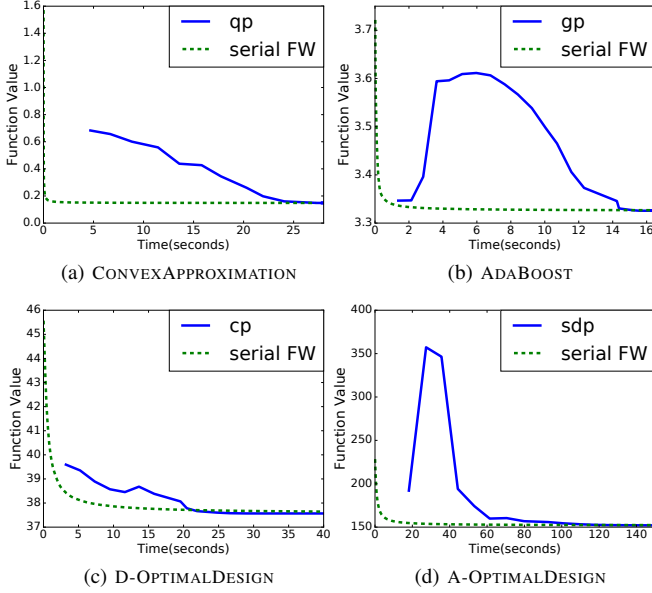 1.6
1.4
1.2
1.0
0.8
0.6
0.4
0.2
0.0
Function Value
qp
serial FW
0 5 10 15 20 25
Time(seconds)
(a) CONVEXAPPROXIMATION
3.7
3.6
3.5
3.4
3.3
Function Value
gp
serial FW
0 2 4 6 8 10 12 14 16
Time(seconds)
(b) ADABOOST
46
45
44
43
42
41
40
39
38
37
Function Value
cp
serial FW
0 5 10 15 20 25 30 35 40
Time(seconds)
(c) D-OPTIMALDESIGN
400
350
300
250
200
150
Function Value
sdp
serial FW
0 20 40 60 80 100 120 140
Time(seconds)
(d) A-OPTIMALDESIGN